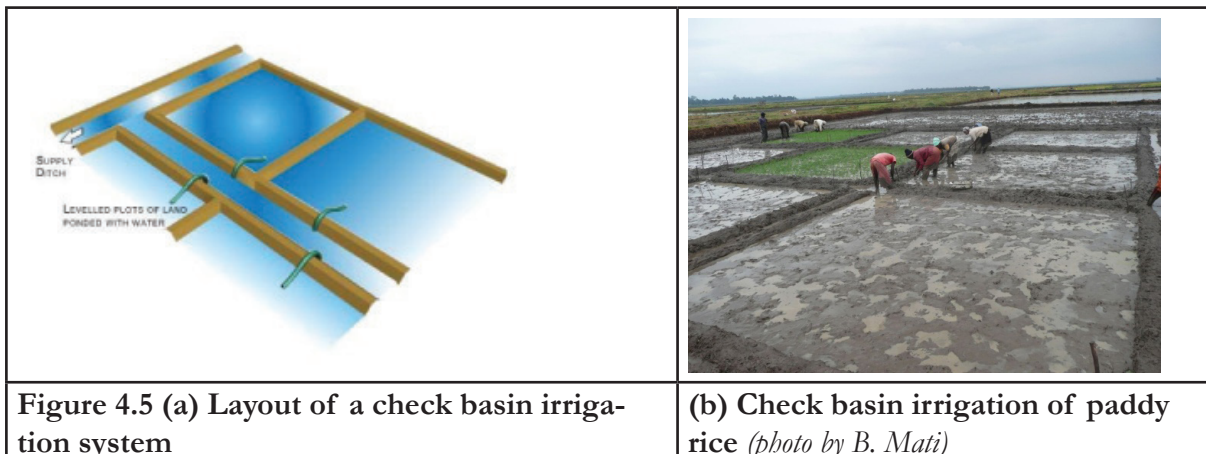 SUPPLY
DITCH
LEVELLED PLOTS OF LAND
PONDED WITH WATER
Figure 4.5 (a) Layout of a check basin irriga-
tion system
(b) Check basin irrigation of paddy
rice (photo by B. Mati)